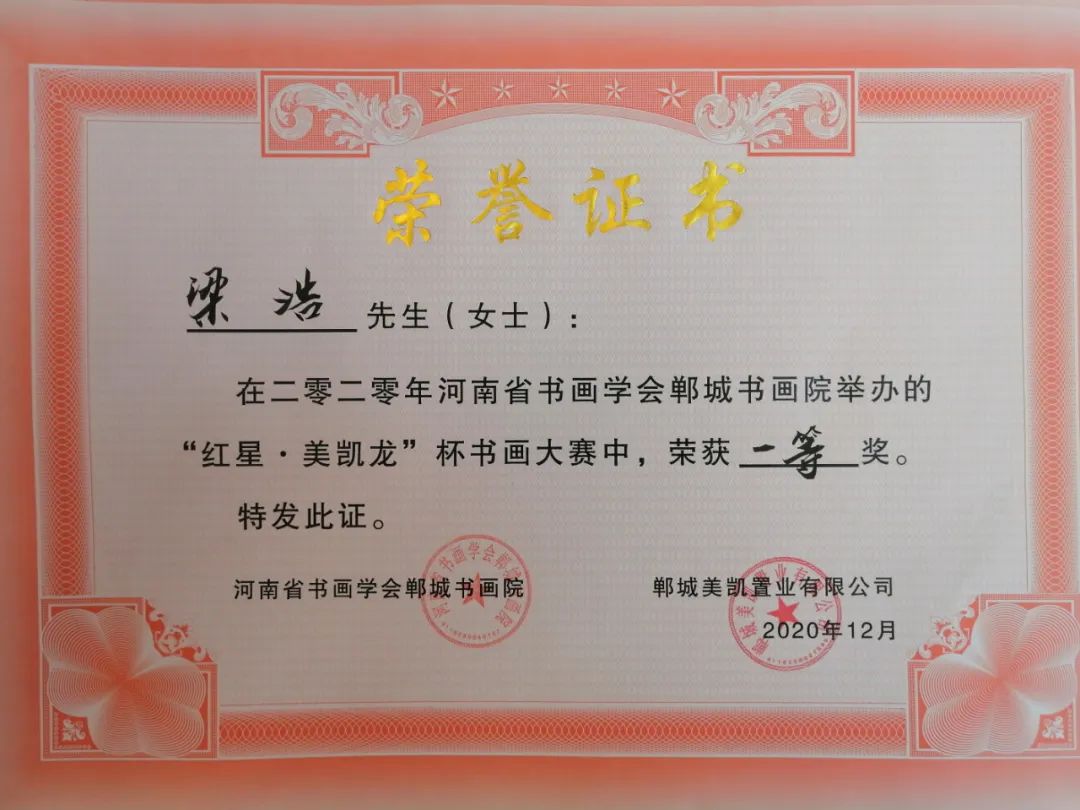 荣誉证书
梁浩 先生（女士）：
在二零二零年河南省书画学会郸城书画院举办的
“红星·美凯龙”杯书画大赛中，荣获 一等 奖。
特发此证。
河南省书画学会郸城书画院
郸城美凯置业有限公司
2020年12月